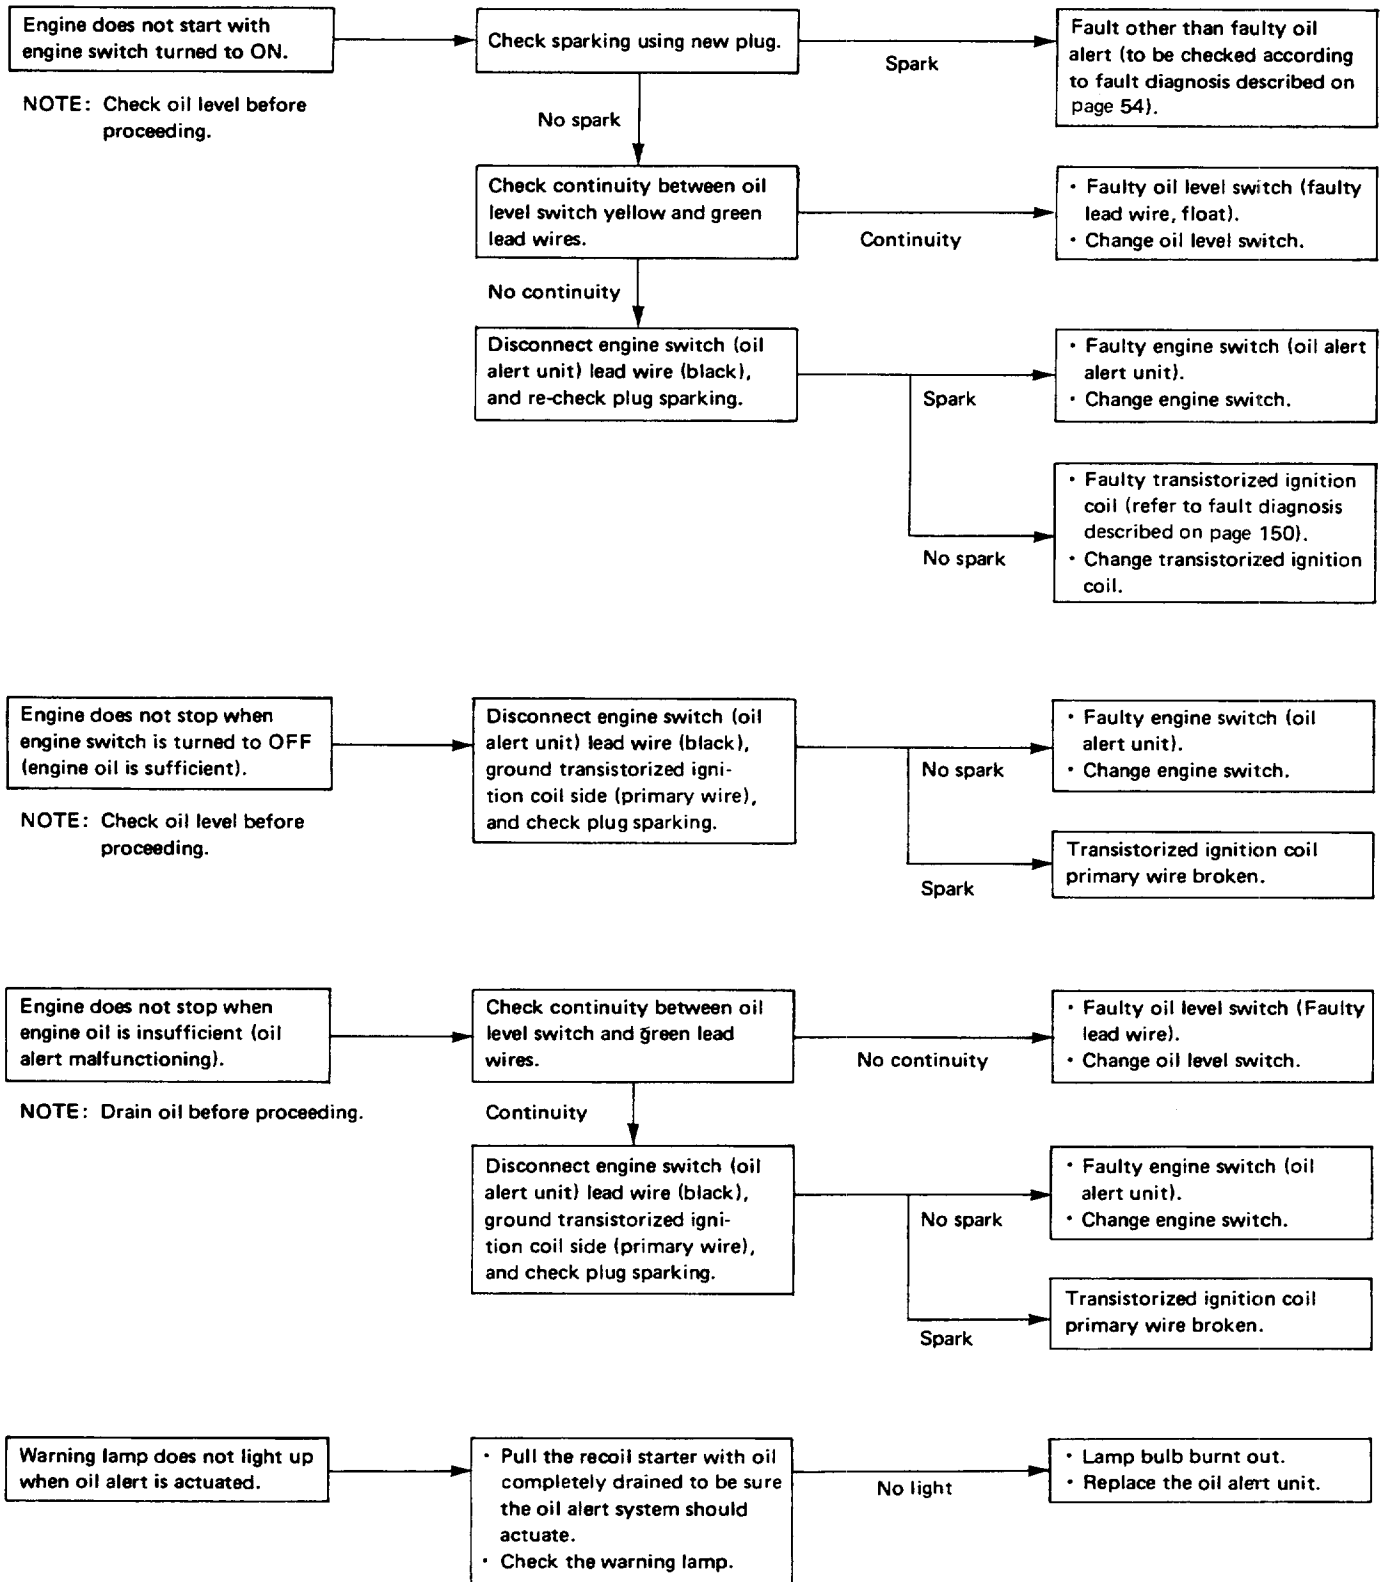 Engine does not start with
engine switch turned to ON.
NOTE: Check oil level before
proceeding.
Check sparking using new plug.
Spark
Fault other than faulty oil
alert (to be checked according
to fault diagnosis described on
page 54).
No spark
Check continuity between oil
level switch yellow and green
lead wires.
Continuity
· Faulty oil level switch (faulty
lead wire, float).
· Change oil level switch.
No continuity
Disconnect engine switch (oil
alert unit) lead wire (black),
and re-check plug sparking.
Spark
· Faulty engine switch (oil alert
alert unit).
· Change engine switch.
No spark
· Faulty transistorized ignition
coil (refer to fault diagnosis
described on page 150).
· Change transistorized ignition
coil.
Engine does not stop when
engine switch is turned to OFF
(engine oil is sufficient).
NOTE: Check oil level before
proceeding.
Disconnect engine switch (oil
alert unit) lead wire (black),
ground transistorized igni-
tion coil side (primary wire),
and check plug sparking.
No spark
· Faulty engine switch (oil
alert unit).
· Change engine switch.
Spark
Transistorized ignition coil
primary wire broken.
Engine does not stop when
engine oil is insufficient (oil
alert malfunctioning).
NOTE: Drain oil before proceeding.
Check continuity between oil
level switch and green lead
wires.
No continuity
· Faulty oil level switch (Faulty
lead wire).
· Change oil level switch.
Continuity
Disconnect engine switch (oil
alert unit) lead wire (black),
ground transistorized igni-
tion coil side (primary wire),
and check plug sparking.
No spark
· Faulty engine switch (oil
alert unit).
· Change engine switch.
Spark
Transistorized ignition coil
primary wire broken.
Warning lamp does not light up
when oil alert is actuated.
· Pull the recoil starter with oil
completely drained to be sure
the oil alert system should
actuate.
· Check the warning lamp.
No light
· Lamp bulb burnt out.
· Replace the oil alert unit.